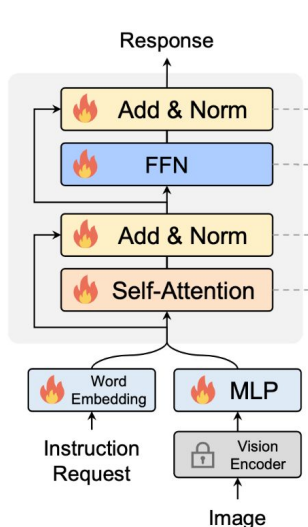 Response
Add & Norm
FFN
Add & Norm
Self-Attention
Word
Embedding
MLP
Instruction
Request
Vision
Encoder
Image